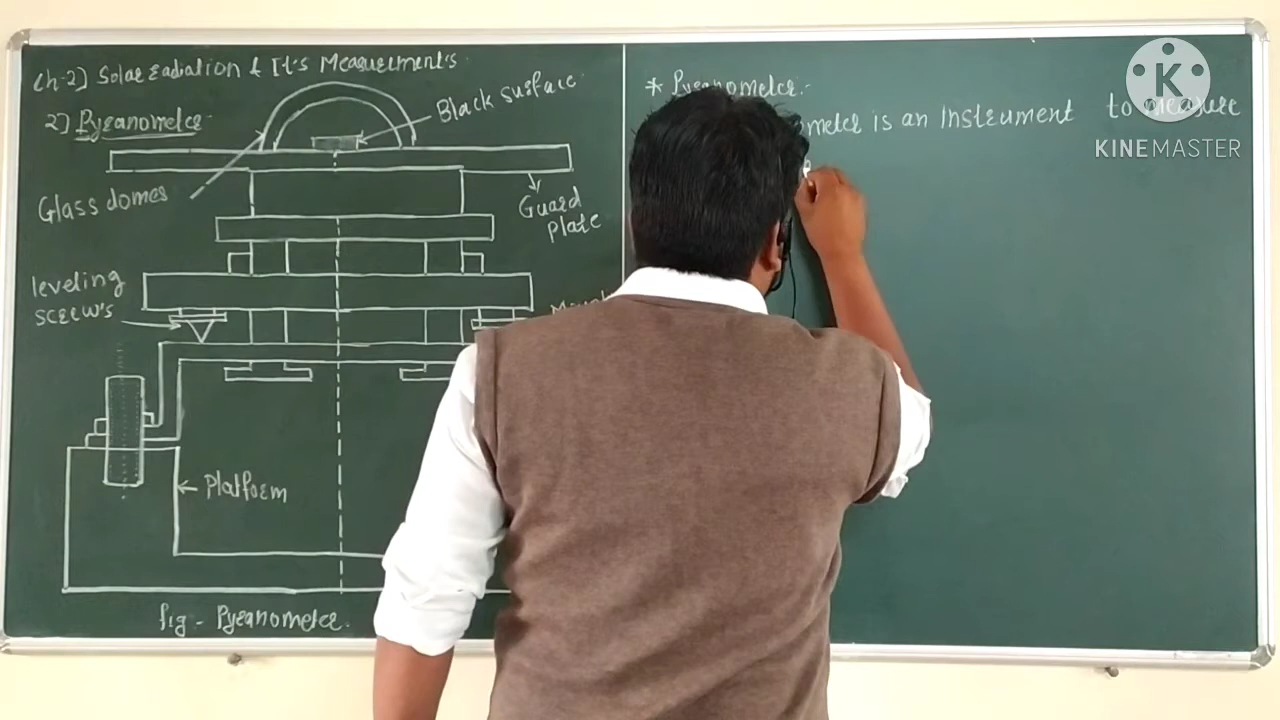 Ch-2] Solar Radiation & It's Measurement's
2] Pyranometer
Black surface
Glass domes
Guard
plate
leveling
screw's
Platform
fig - Pyranometer.
* Pyranometer:-
is an Instrument to measure
K
KINEMASTER